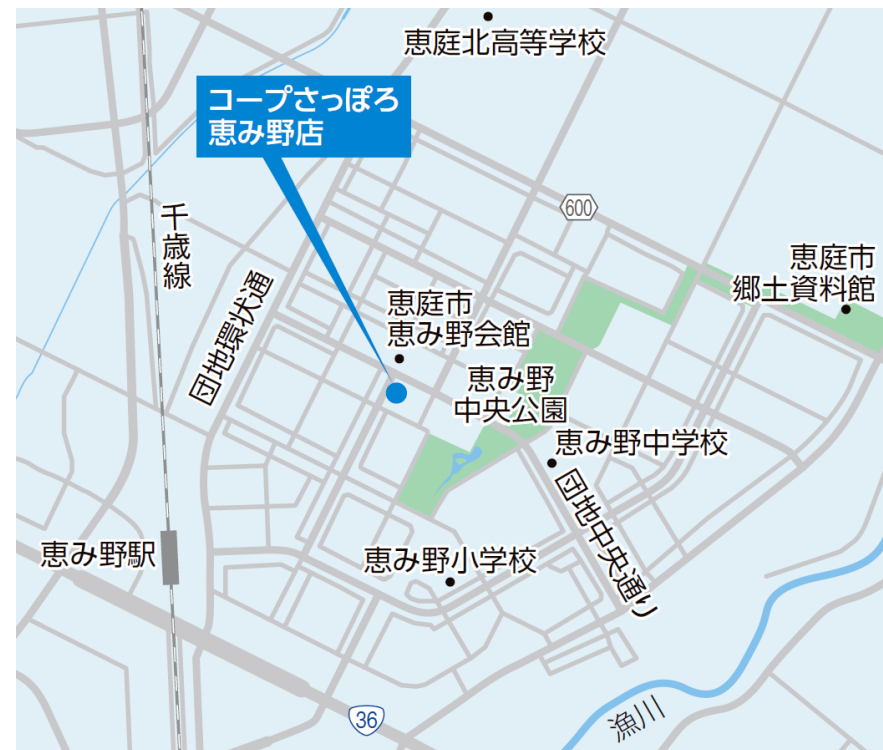 恵庭北高等学校
コープさっぽろ
恵み野店
600
千歳線
恵庭市
郷土資料館
団地環状通
恵庭市
恵み野会館
恵み野
中央公園
恵み野中学校
団地中央通り
恵み野駅
恵み野小学校
36
漁川